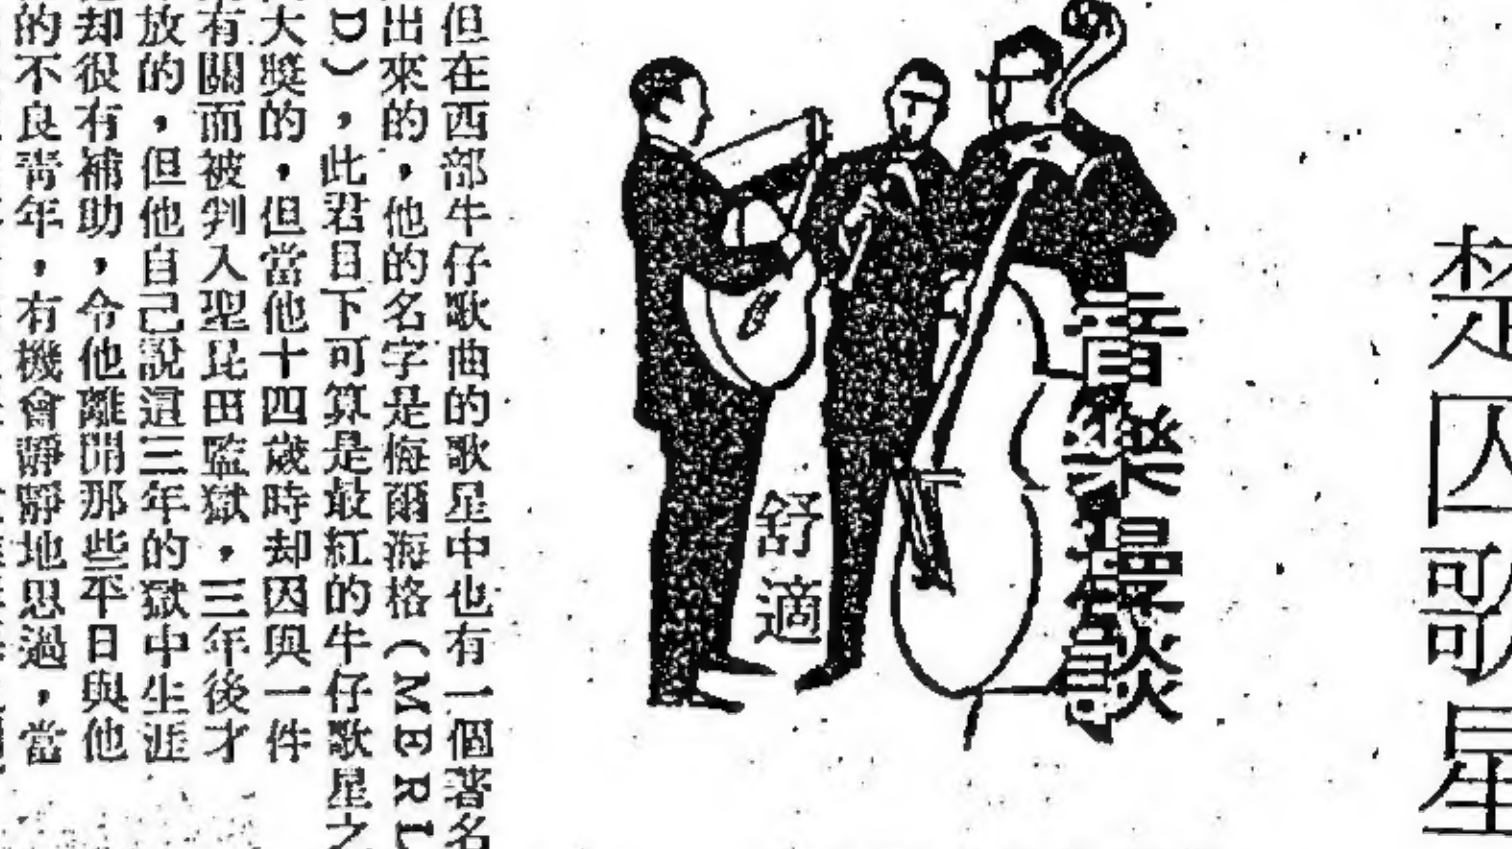 楚囚歌星
音樂漫談
舒適
但在西部牛仔歌曲的歌星中也有一個著名
出來的，他的名字是梅爾海格（MERL
D），此君目下可算是最紅的牛仔歌星之
大獎的，但當他十四歲時却因與一件
有關而被判入聖昆田監獄，三年後才
放的，但他自己說這三年的獄中生涯
却很有補助，令他離開那些平日與他
的不良青年，有機會靜靜地思過，當